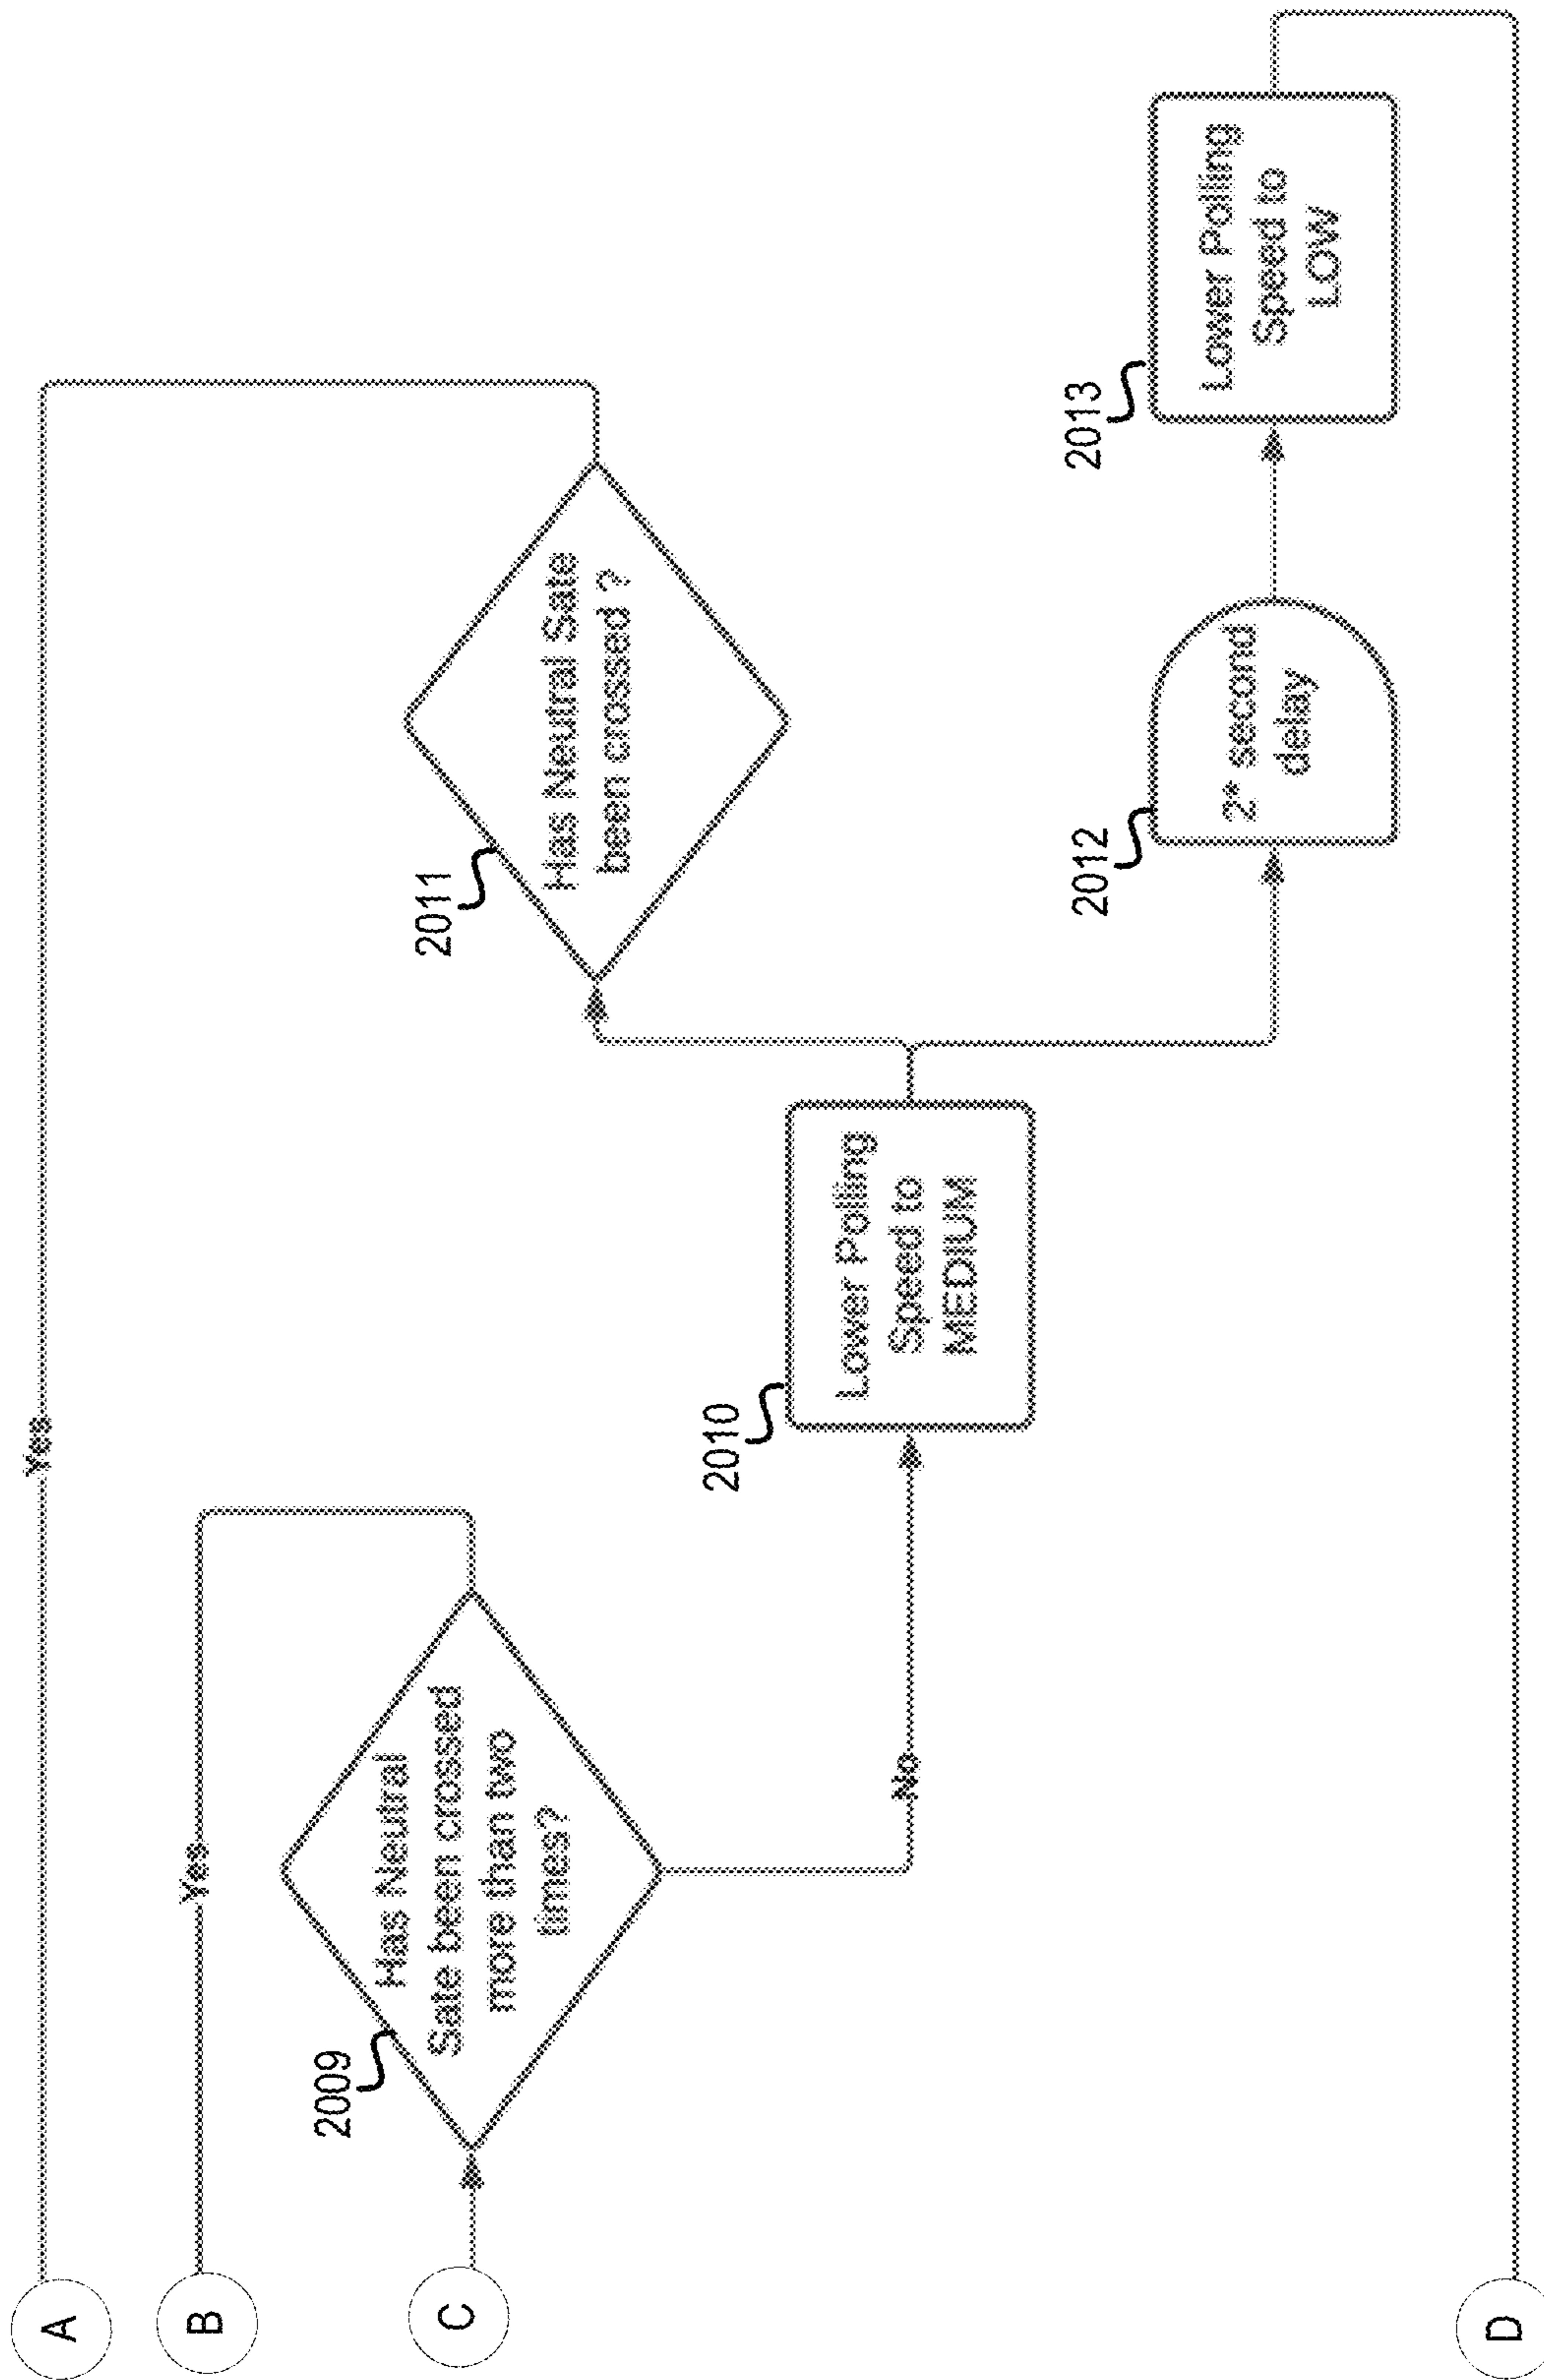 A
Yes
B
Yes
C
2009
Has Neutral
Sate been crossed
more than two
times?
No
2010
Lower Polling
Speed to
MEDIUM
2011
Has Neutral Sate
been crossed ?
2012
2* second
delay
2013
Lower Polling
Speed to
LOW
D